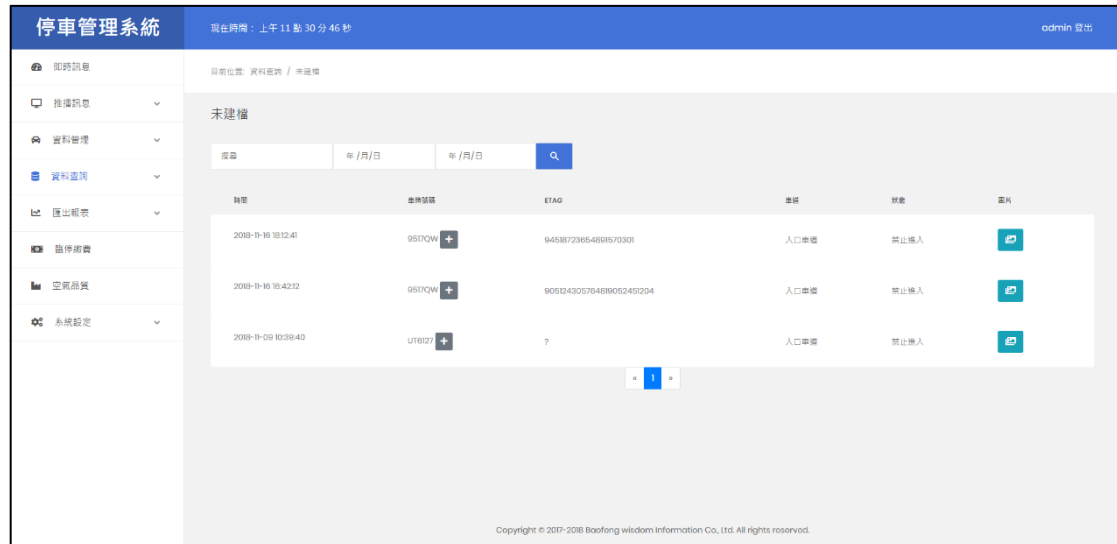 停車管理系統
現在時間： 上午 11 點 30 分 46 秒
admin 登出
即時訊息
推播訊息
資料管理
資料查詢
匯出報表
臨停繳費
空氣品質
系統設定
目前位置: 資料查詢 / 未建檔
未建檔
搜尋 年 /月/日 年 /月/日
時間 車牌號碼 ETAG 車道 狀態 圖片
2018-11-16 18:12:41 9517QW + 入口車道 禁止進入
2018-11-16 16:42:12 9517QW + 905124305764819052451204 入口車道 禁止進入
2018-11-09 10:39:40 UT6127 + ? 入口車道 禁止進入
« 1 »
Copyright © 2017-2018 Baofeng wisdom Information Co., Ltd. All rights reserved.